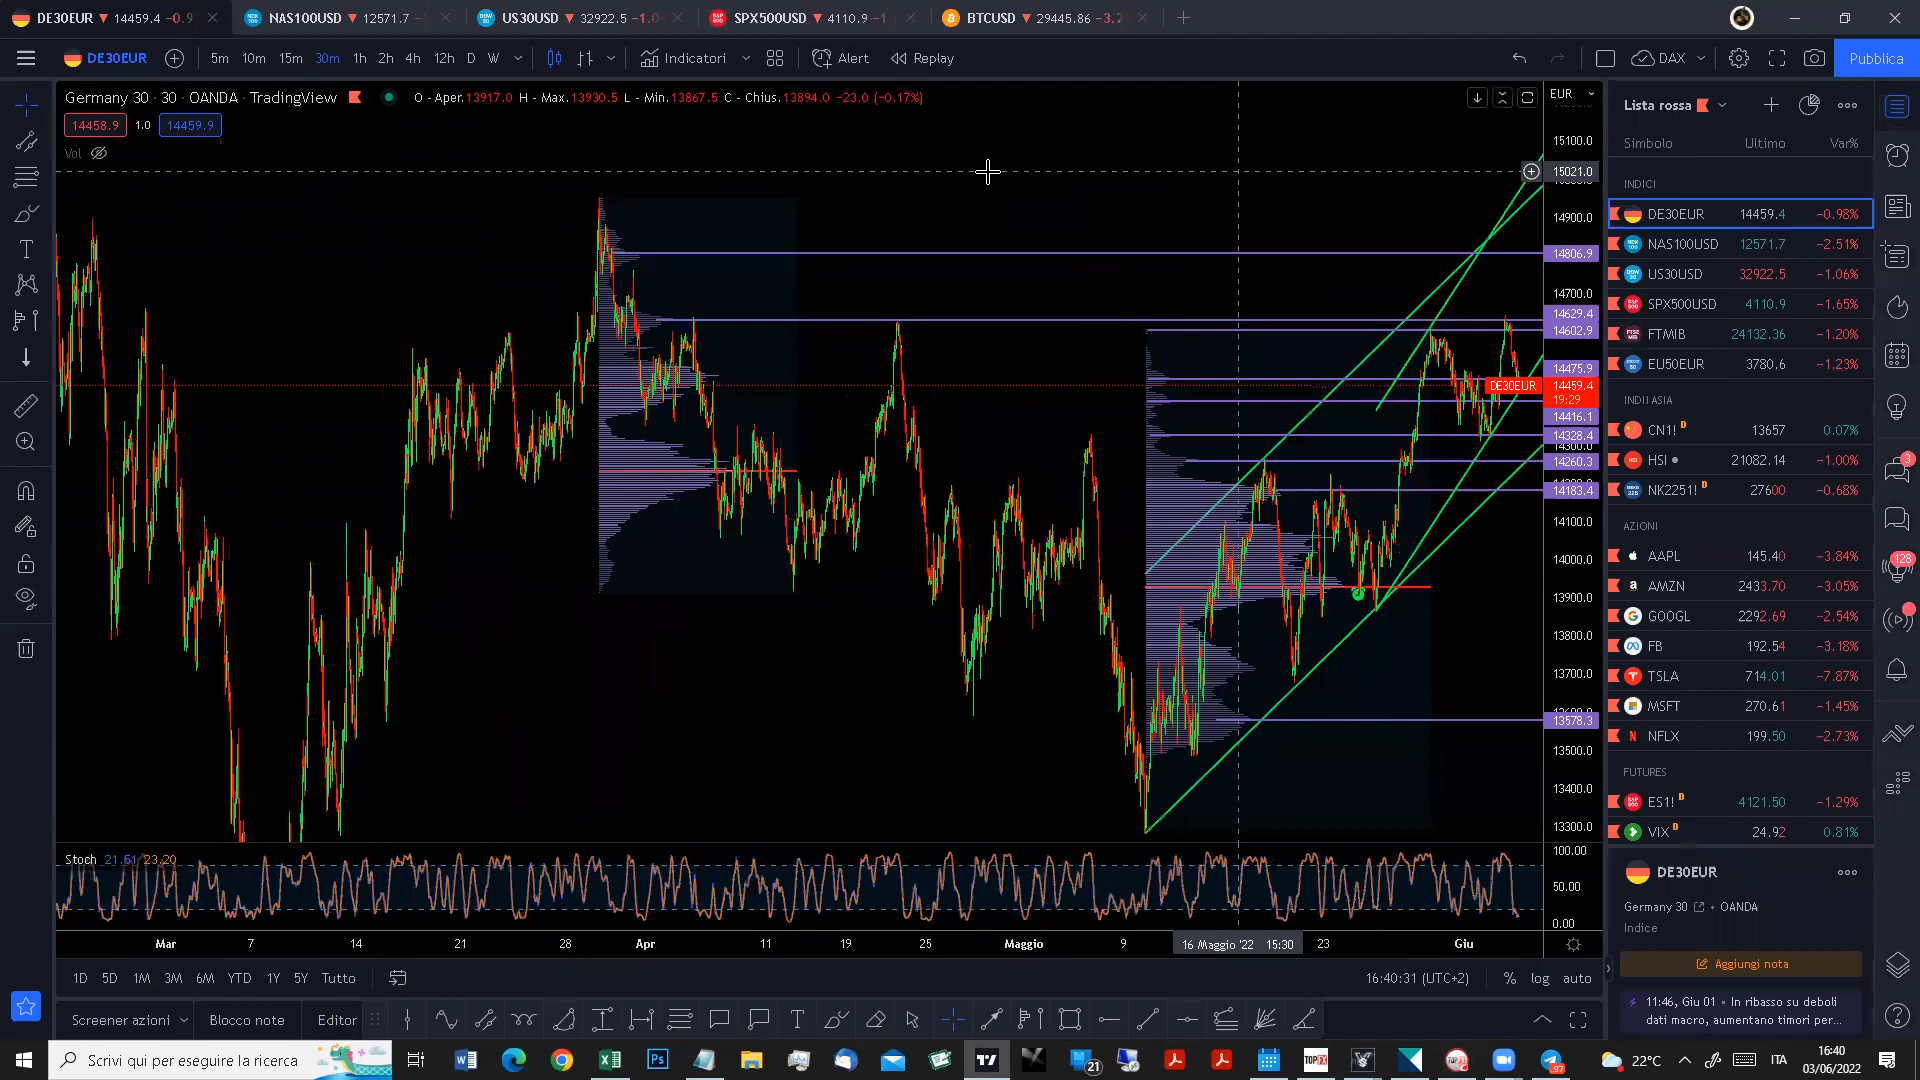 DE30EUR ▼ 14459.4 −0.9
NAS100USD ▼ 12571.7
US30USD ▼ 32922.5 −1.0
SPX500USD ▼ 4110.9 −1
BTCUSD ▼ 29445.86 −3.2
DE30EUR 5m 10m 15m 30m 1h 2h 4h 12h D W Indicatori Alert Replay DAX Pubblica
Germany 30 · 30 · OANDA · TradingView O - Aper.13917.0 H - Max.13930.5 L - Min.13867.5 C - Chius.13894.0 −23.0 (−0.17%)
14458.9 1.0 14459.9
Vol
EUR
15100.0
15021.0
14900.0
14806.9
14700.0
14629.4
14602.9
14475.9
DE30EUR 14459.4
19:29
14416.1
14328.4
14300.0
14260.3
14183.4
14100.0
14000.0
13900.0
13800.0
13700.0
13578.3
13500.0
13400.0
13300.0
Stoch 21.51 23.20
100.00
50.00
0.00
Mar 7 14 21 28 Apr 11 19 25 Maggio 9 16 Maggio '22 15:30 23 Giu
1D 5D 1M 3M 6M YTD 1Y 5Y Tutto
16:40:31 (UTC+2) % log auto
Screener azioni Blocco note Editor
Lista rossa
Simbolo Ultimo Var%
INDICI
DE30EUR 14459.4 −0.98%
NAS100USD 12571.7 −2.51%
US30USD 32922.5 −1.06%
SPX500USD 4110.9 −1.65%
FTMIB 24132.36 −1.20%
EU50EUR 3780.6 −1.23%
INDII ASIA
CN1! D 13657 0.07%
HSI 21082.14 −1.00%
NK2251! D 27600 −0.68%
AZIONI
AAPL 145.40 −3.84%
AMZN 2433.70 −3.05%
GOOGL 2292.69 −2.54%
FB 192.54 −3.18%
TSLA 714.01 −7.87%
MSFT 270.61 −1.45%
NFLX 199.50 −2.73%
FUTURES
ES1! D 4121.50 −1.29%
VIX D 24.92 0.81%
DE30EUR
Germany 30 • OANDA
Indice
Aggiungi nota
11:46, Giu 01 • In ribasso su deboli
dati macro, aumentano timori per...
3
128
Scrivi qui per eseguire la ricerca
21
TOPFX
97
22°C
ITA
16:40
03/06/2022